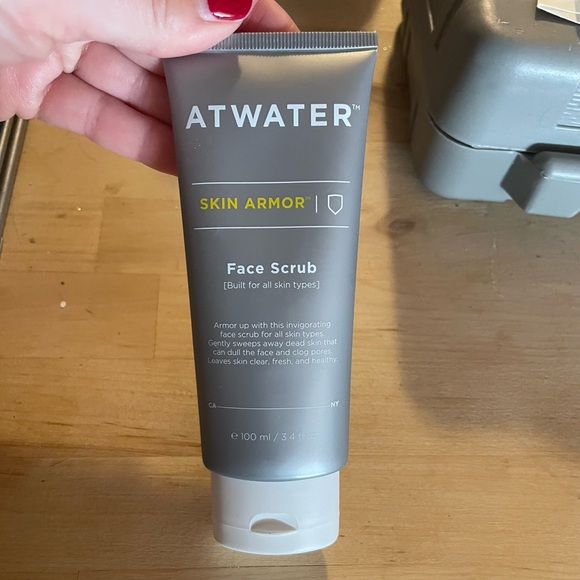 ATWATER™
SKIN ARMOR™
Face Scrub
[Built for all skin types]
Armor up with this invigorating
face scrub for all skin types.
Gently sweeps away dead skin that
can dull the face and clog pores.
Leaves skin clear, fresh, and healthy.
CA NY
℮ 100 ml / 3.4